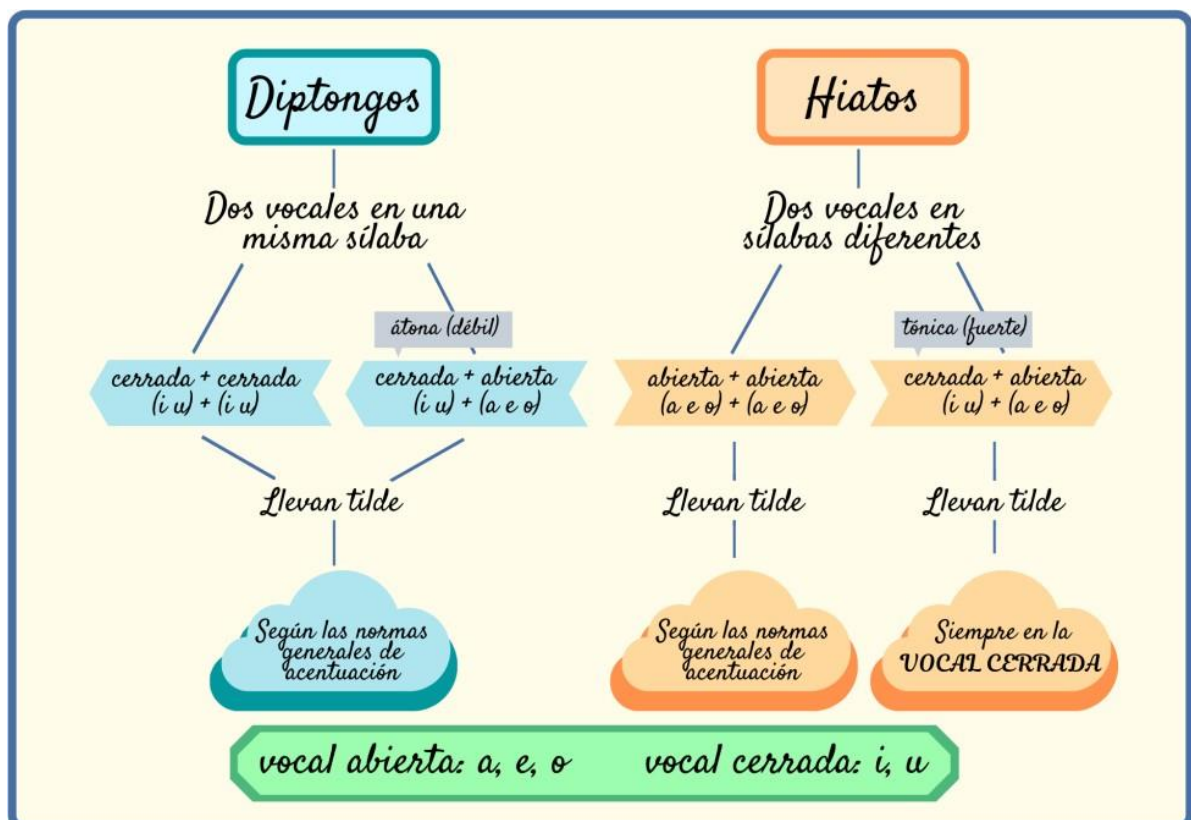 Diptongos
Dos vocales en una
misma sílaba
átona (débil)
cerrada + cerrada
(i u) + (i u)
cerrada + abierta
(i u) + (a e o)
Llevan tilde
Según las normas
generales de
acentuación
Hiatos
Dos vocales en
sílabas diferentes
tónica (fuerte)
abierta + abierta
(a e o) + (a e o)
cerrada + abierta
(i u) + (a e o)
Llevan tilde
Llevan tilde
Según las normas
generales de
acentuación
Siempre en la
VOCAL CERRADA
vocal abierta: a, e, o
vocal cerrada: i, u